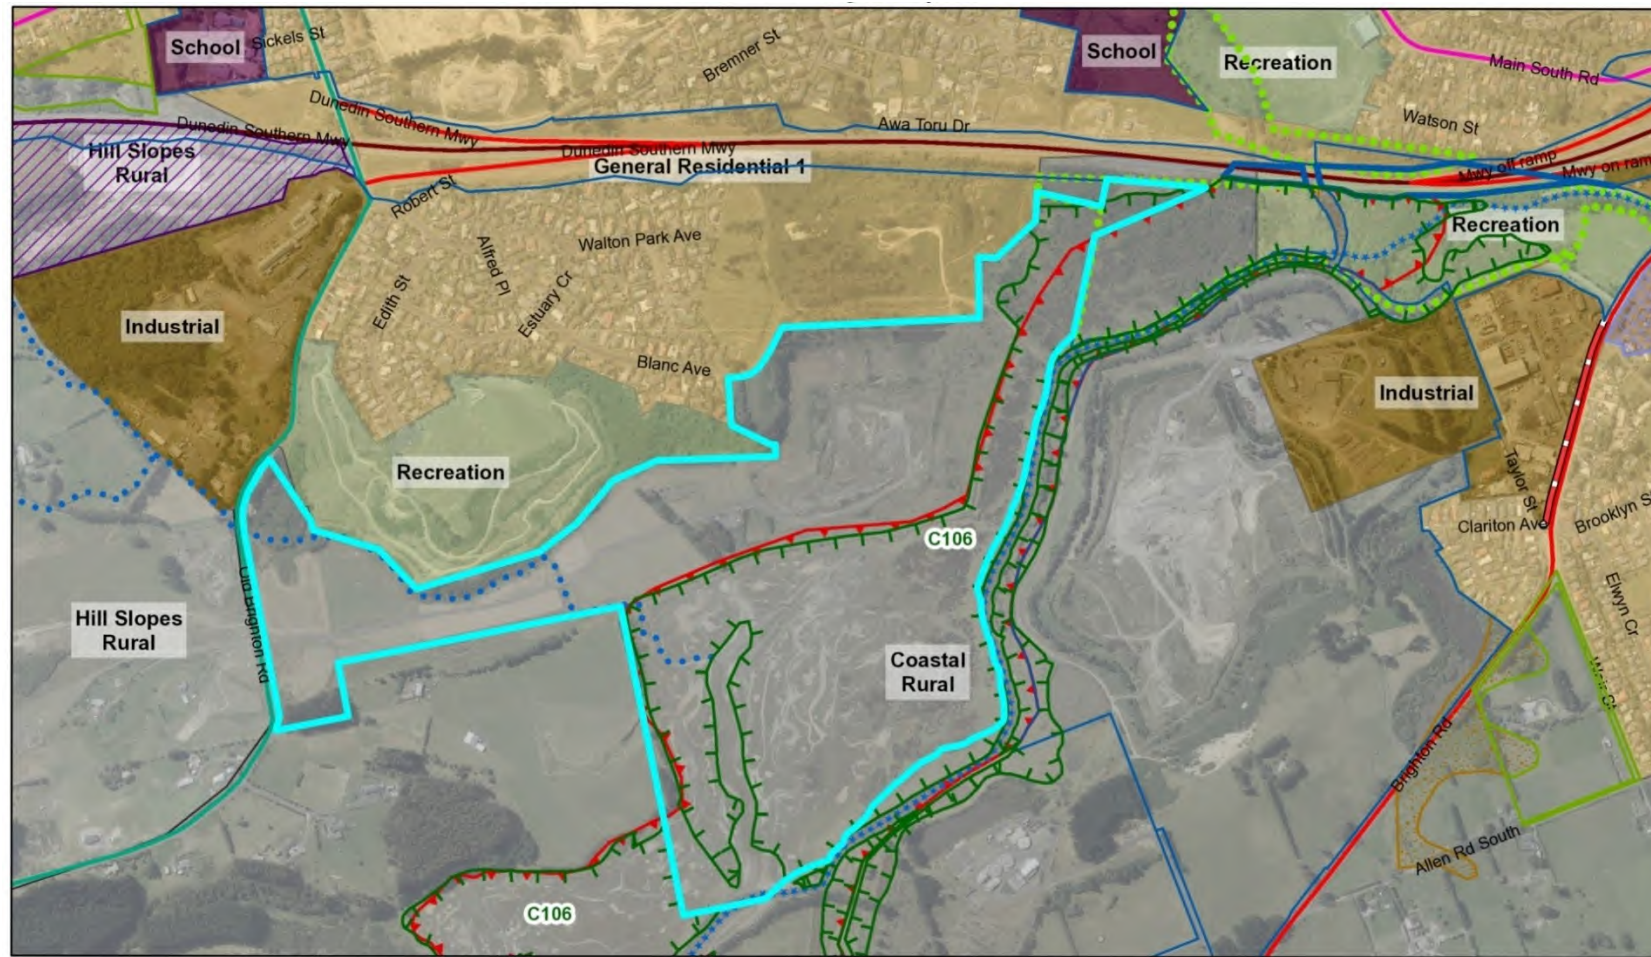 School
Sickels St
Bremner St
School
Recreation
Main South Rd
Dunedin Southern Mwy
Dunedin Southern Mwy
Awa Toru Dr
Watson St
Hill Slopes
Rural
Dunedin Southern Mwy
General Residential 1
Mwy off ramp
Mwy on ram
Robert St
Recreation
Alfred Pl
Walton Park Ave
Edith St
Estuary Cr
Industrial
Blanc Ave
Industrial
Recreation
Taylor St
Clariton Ave
Brooklyn S
C106
Old Brighton Rd
Hill Slopes
Rural
Elwyn Cr
Coastal
Rural
Weir St
Brighton Rd
Allen Rd South
C106